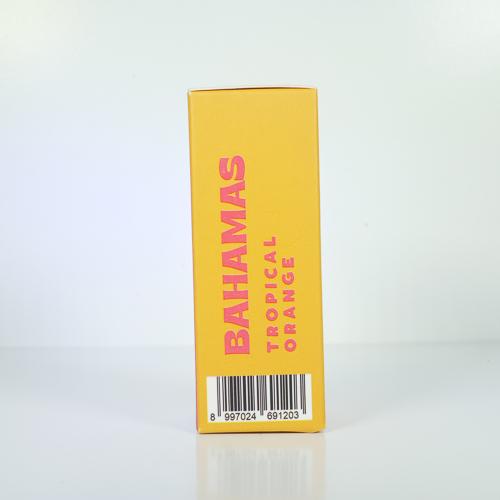 BAHAMAS
TROPICAL
ORANGE
8 997024 691203